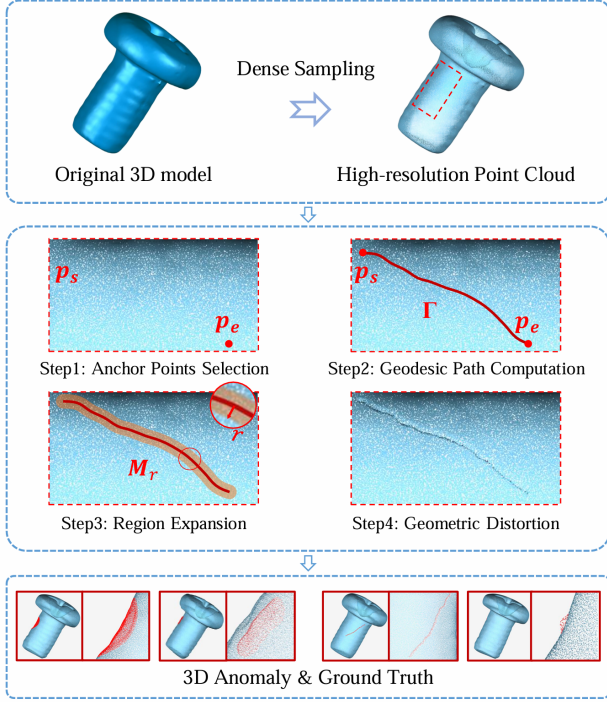 Dense Sampling
Original 3D model
High-resolution Point Cloud
p_s
p_e
Step1: Anchor Points Selection
p_s
Γ
p_e
Step2: Geodesic Path Computation
r
M_r
Step3: Region Expansion
Step4: Geometric Distortion
3D Anomaly & Ground Truth